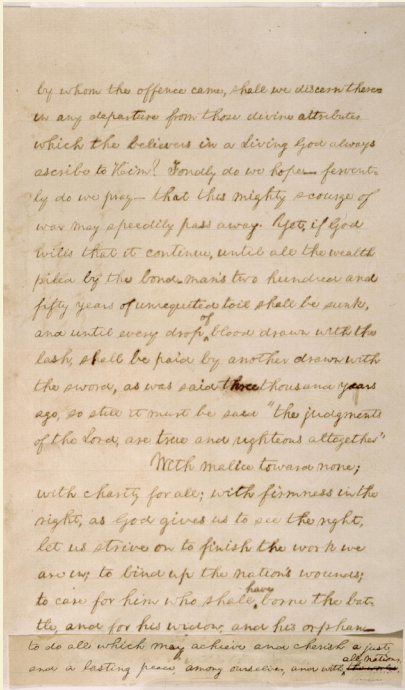 by whom the offence came, shall we discern there
in any departure from those divine attributes
which the believers in a Living God always
ascribe to Him? Fondly do we hope— fervent-
ly do we pray— that this mighty scourge of
war may speedily pass away. Yet, if God
wills that it continue, until all the wealth
piled by the bond-man's two hundred and
fifty years of unrequited toil shall be sunk,
and until every drop of blood drawn with the
lash, shall be paid by another drawn with
the sword, as was said three thousand years
ago, so still it must be said "the judgments
of the Lord, are true and righteous altogether"
With malice toward none;
with charity for all; with firmness in the
right, as God gives us to see the right,
let us strive on to finish the work we
are in; to bind up the nation's wounds;
to care for him who shall have borne the bat-
tle, and for his widow, and his orphan—
to do all which may achieve and cherish a just,
and a lasting peace, among ourselves, and with all nations,